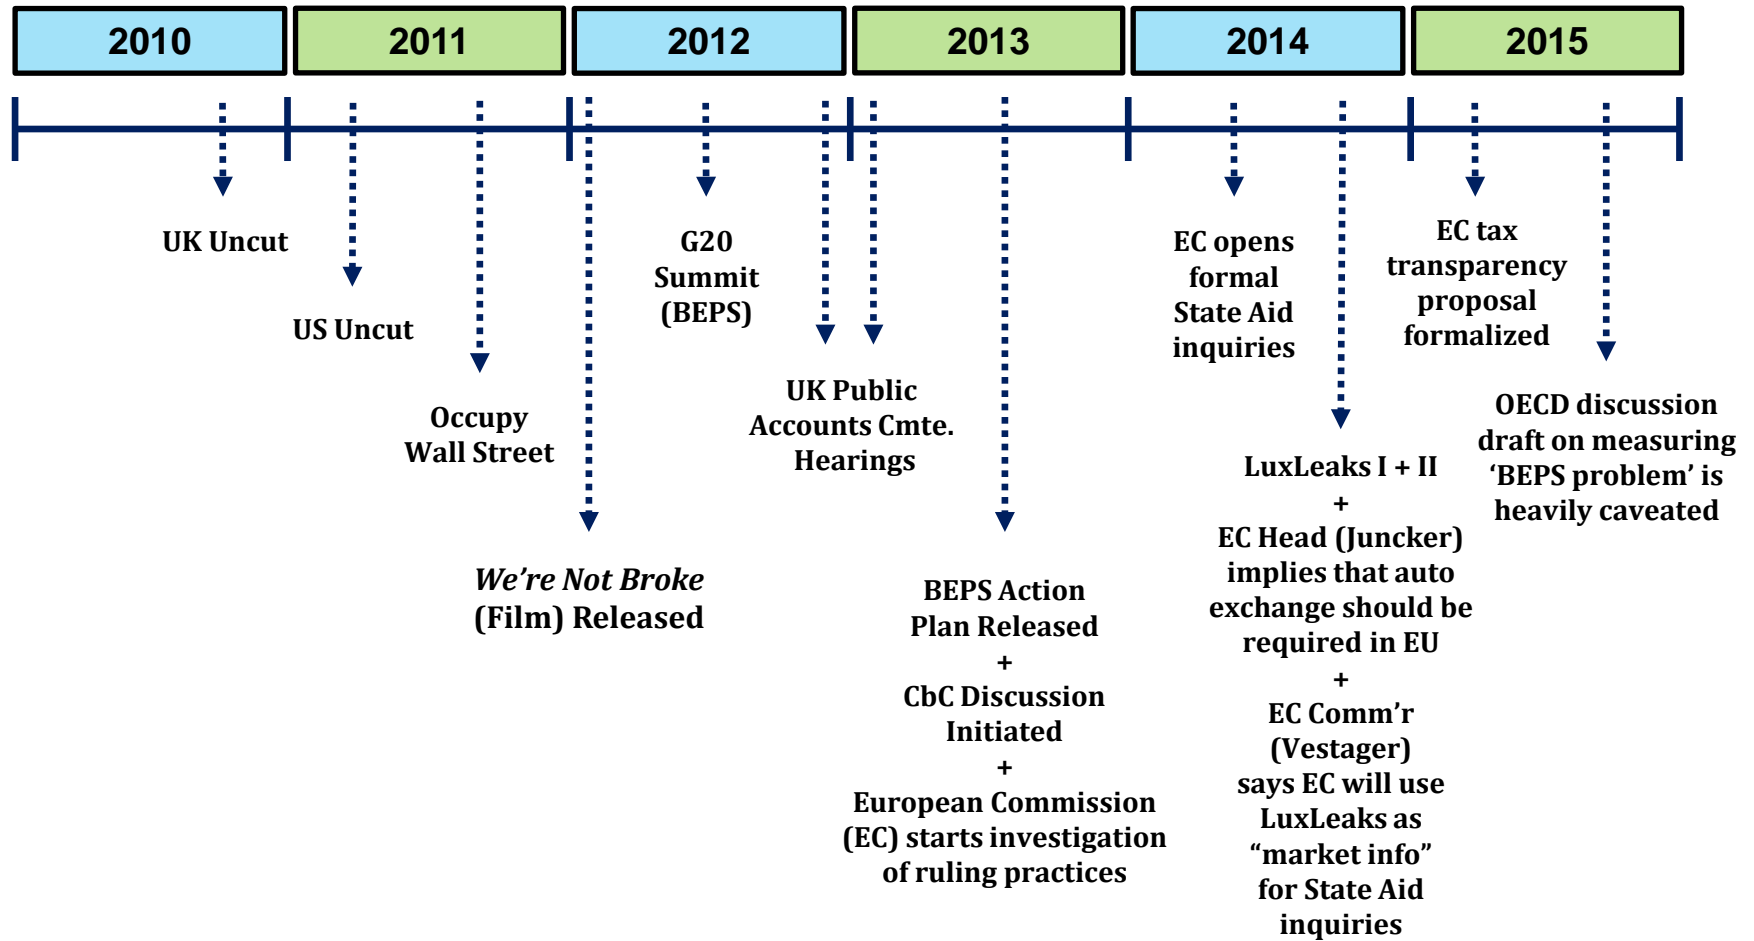 2010
2011
2012
2013
2014
2015
UK Uncut
US Uncut
Occupy
Wall Street
We’re Not Broke
(Film) Released
G20
Summit
(BEPS)
UK Public
Accounts Cmte.
Hearings
BEPS Action
Plan Released
+
CbC Discussion
Initiated
+
European Commission
(EC) starts investigation
of ruling practices
EC opens
formal
State Aid
inquiries
LuxLeaks I + II
+
EC Head (Juncker)
implies that auto
exchange should be
required in EU
+
EC Comm’r
(Vestager)
says EC will use
LuxLeaks as
“market info”
for State Aid
inquiries
EC tax
transparency
proposal
formalized
OECD discussion
draft on measuring
‘BEPS problem’ is
heavily caveated